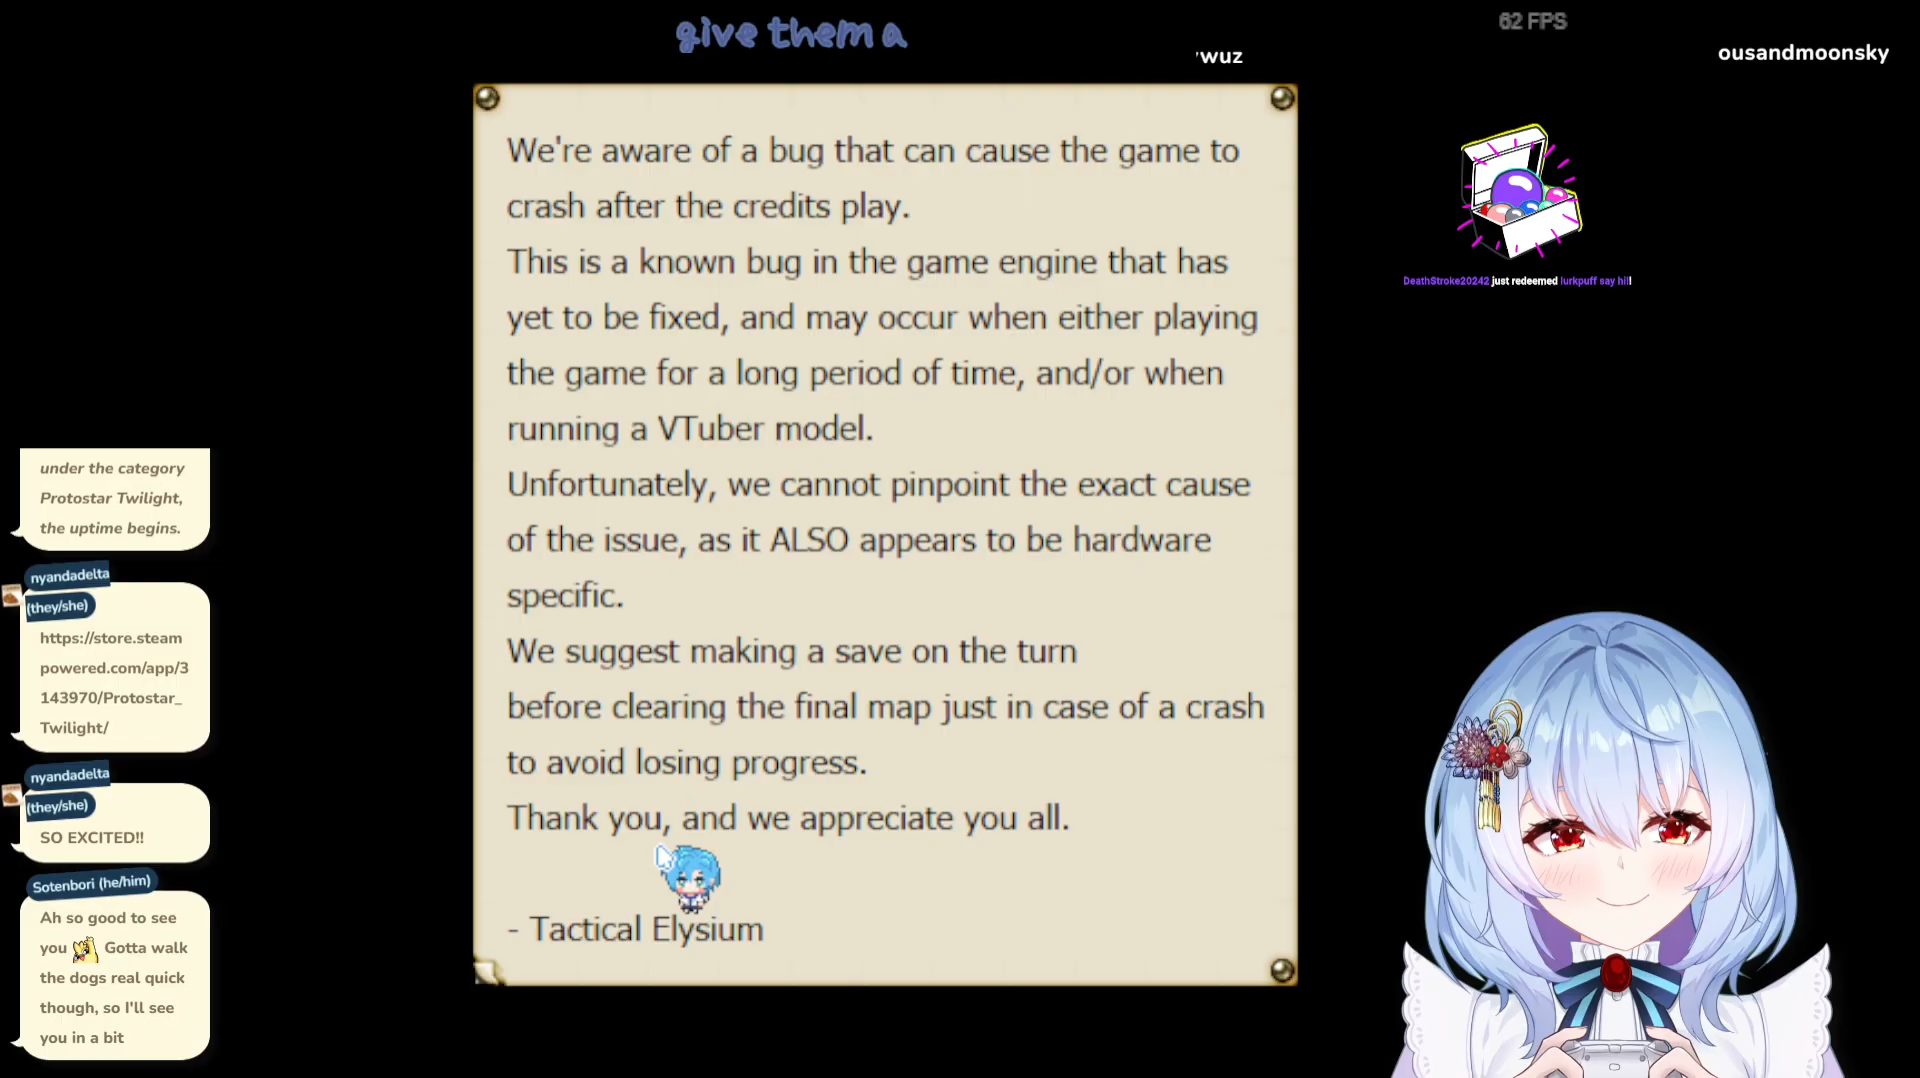 give them a
wuz
62 FPS
ousandmoonsky
We're aware of a bug that can cause the game to
crash after the credits play.
This is a known bug in the game engine that has
yet to be fixed, and may occur when either playing
the game for a long period of time, and/or when
running a VTuber model.
Unfortunately, we cannot pinpoint the exact cause
of the issue, as it ALSO appears to be hardware
specific.
We suggest making a save on the turn
before clearing the final map just in case of a crash
to avoid losing progress.
Thank you, and we appreciate you all.
- Tactical Elysium
DeathStroke20242 just redeemed lurkpuff say hi!!
under the category
Protostar Twilight,
the uptime begins.
nyandadelta
(they/she)
https://store.steam
powered.com/app/3
143970/Protostar_
Twilight/
nyandadelta
(they/she)
SO EXCITED!!
Sotenbori (he/him)
Ah so good to see
you Gotta walk
the dogs real quick
though, so I'll see
you in a bit